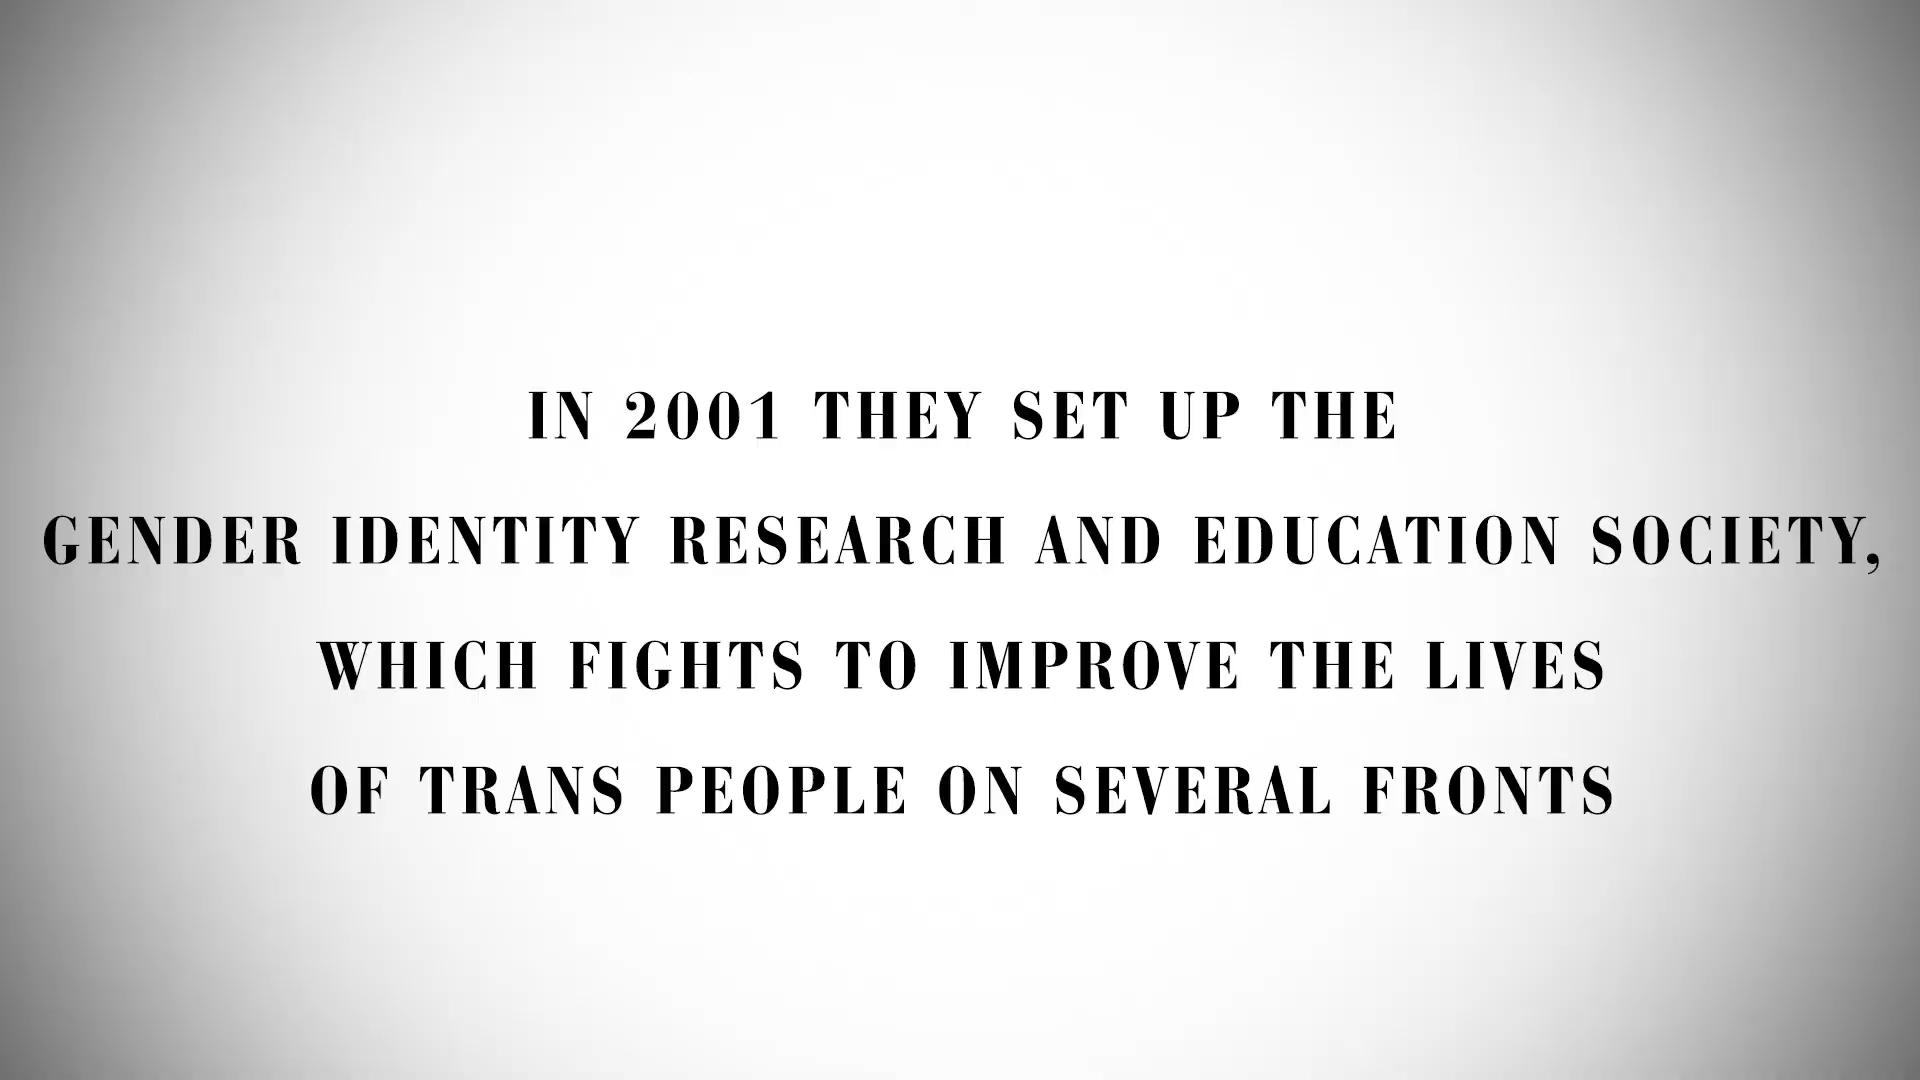 IN 2001 THEY SET UP THE
GENDER IDENTITY RESEARCH AND EDUCATION SOCIETY,
WHICH FIGHTS TO IMPROVE THE LIVES
OF TRANS PEOPLE ON SEVERAL FRONTS